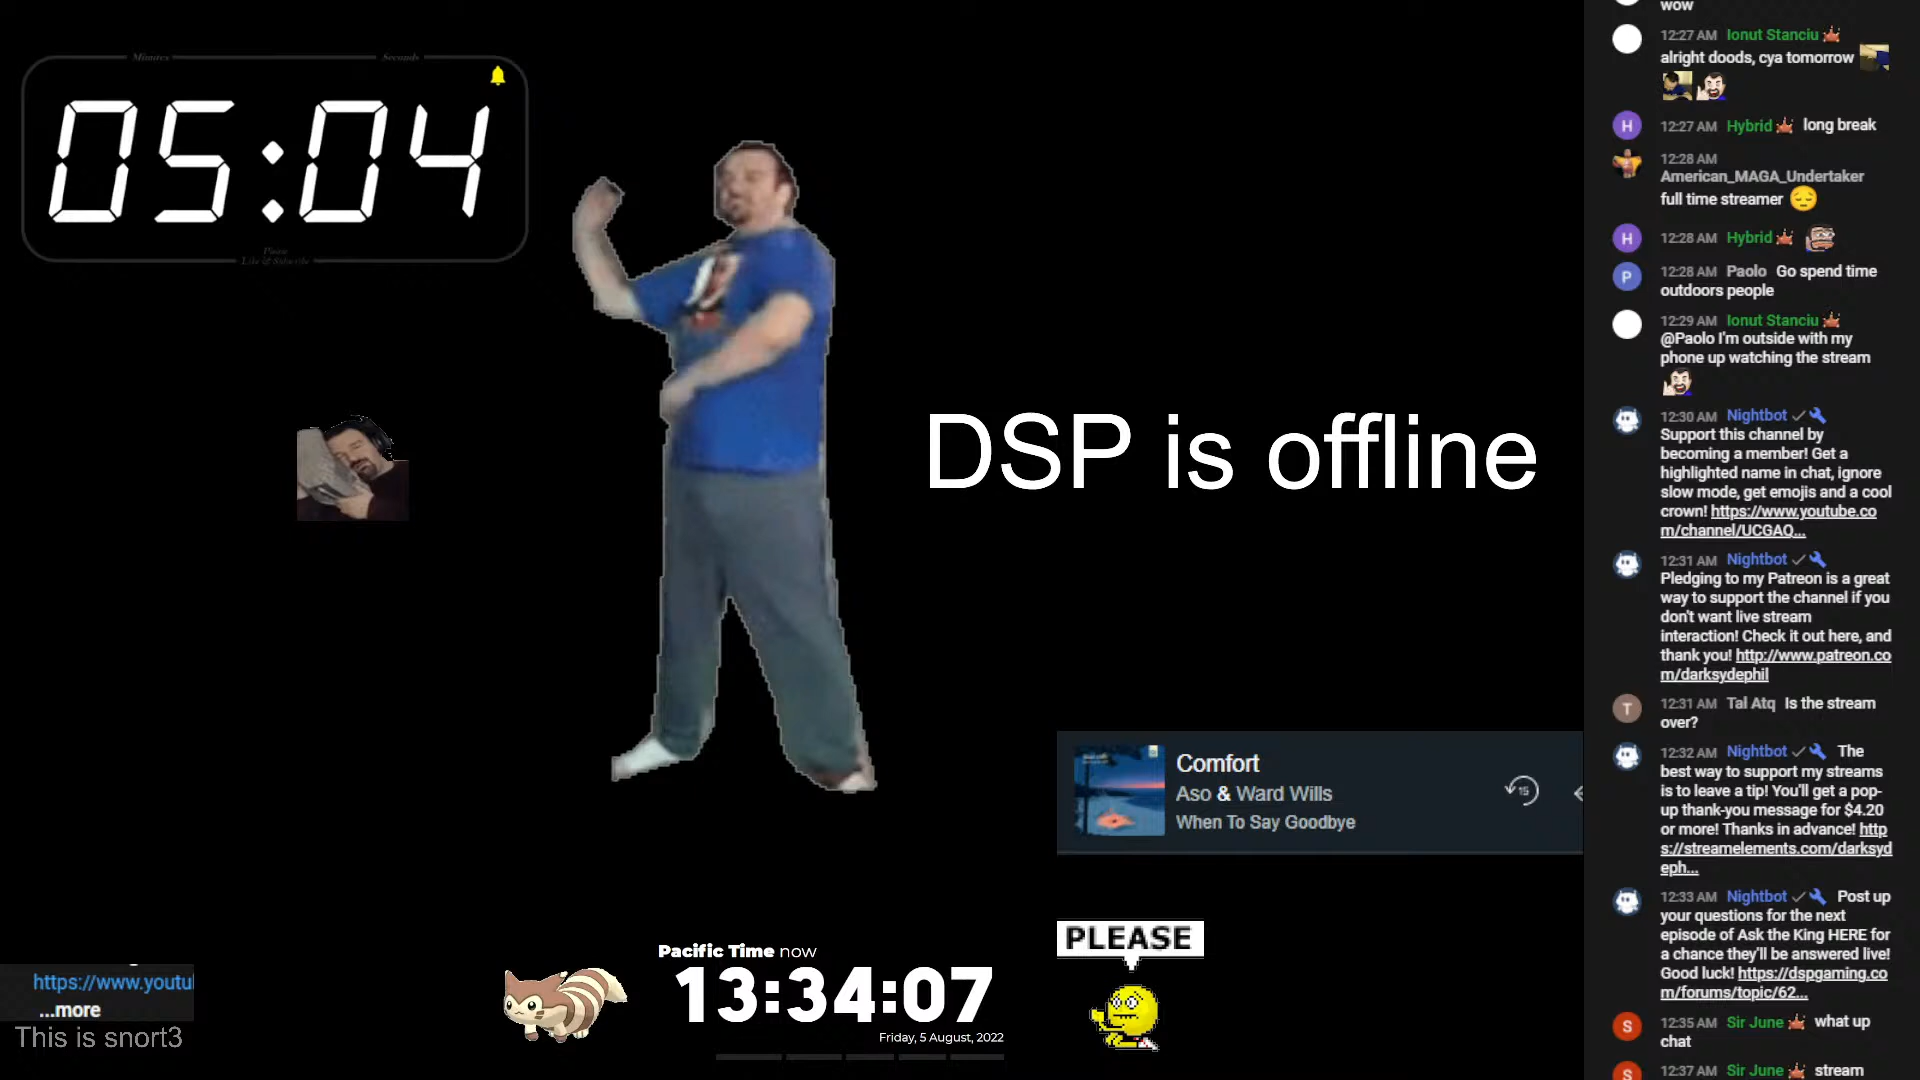 Minutes
Seconds
05:04
Pause
Like & Subscribe
DSP is offline
Comfort
Aso & Ward Wills
When To Say Goodbye
15
PLEASE
Pacific Time now
13:34:07
Friday, 5 August, 2022
https://www.youtu
...more
This is snort3
wow
12:27 AM Ionut Stanciu
alright doods, cya tomorrow
H
12:27 AM Hybrid long break
12:28 AM
American_MAGA_Undertaker
full time streamer
H
12:28 AM Hybrid
P
12:28 AM Paolo Go spend time
outdoors people
12:29 AM Ionut Stanciu
@Paolo I'm outside with my
phone up watching the stream
12:30 AM Nightbot
Support this channel by
becoming a member! Get a
highlighted name in chat, ignore
slow mode, get emojis and a cool
crown! https://www.youtube.co
m/channel/UCGAQ...
12:31 AM Nightbot
Pledging to my Patreon is a great
way to support the channel if you
don't want live stream
interaction! Check it out here, and
thank you! http://www.patreon.co
m/darksydephil
T
12:31 AM Tal Atq Is the stream
over?
12:32 AM Nightbot The
best way to support my streams
is to leave a tip! You'll get a pop-
up thank-you message for $4.20
or more! Thanks in advance! http
s://streamelements.com/darksyd
eph...
12:33 AM Nightbot Post up
your questions for the next
episode of Ask the King HERE for
a chance they'll be answered live!
Good luck! https://dspgaming.co
m/forums/topic/62...
S
12:35 AM Sir June what up
chat
S
12:37 AM Sir June stream